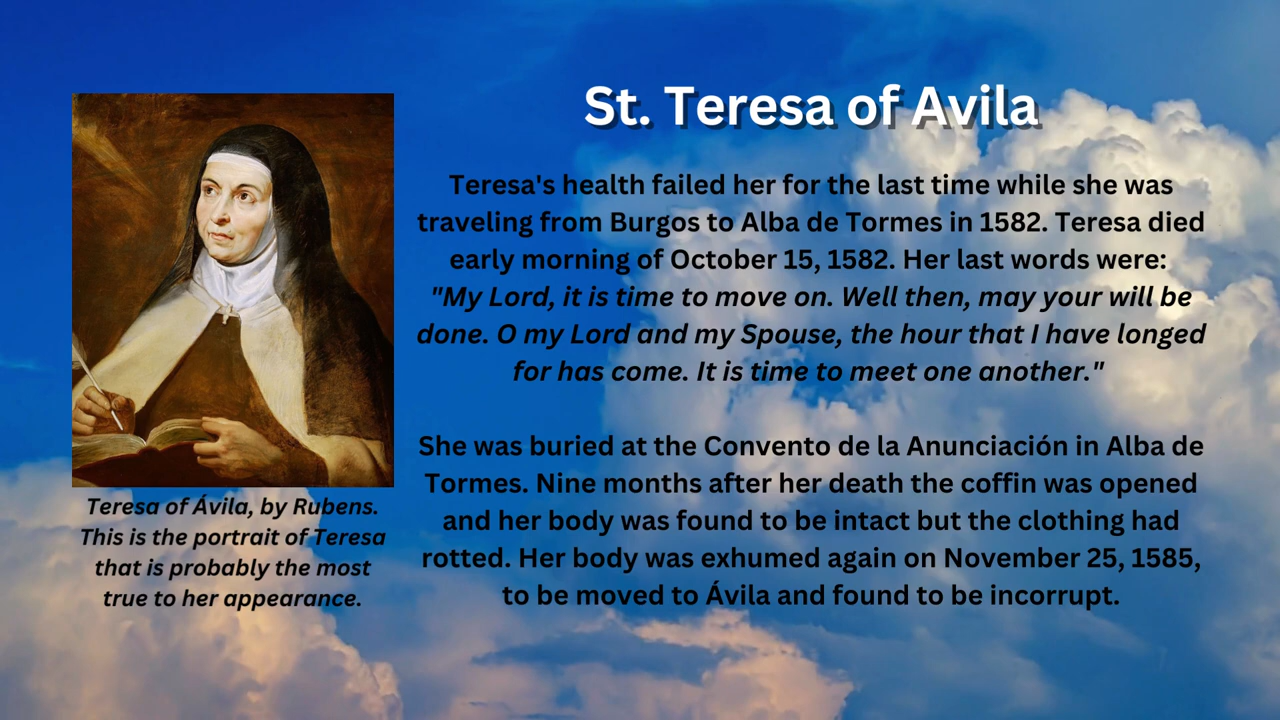 St. Teresa of Avila
Teresa's health failed her for the last time while she was
traveling from Burgos to Alba de Tormes in 1582. Teresa died
early morning of October 15, 1582. Her last words were:
"My Lord, it is time to move on. Well then, may your will be
done. O my Lord and my Spouse, the hour that I have longed
for has come. It is time to meet one another."
She was buried at the Convento de la Anunciación in Alba de
Tormes. Nine months after her death the coffin was opened
and her body was found to be intact but the clothing had
rotted. Her body was exhumed again on November 25, 1585,
to be moved to Ávila and found to be incorrupt.
Teresa of Ávila, by Rubens.
This is the portrait of Teresa
that is probably the most
true to her appearance.